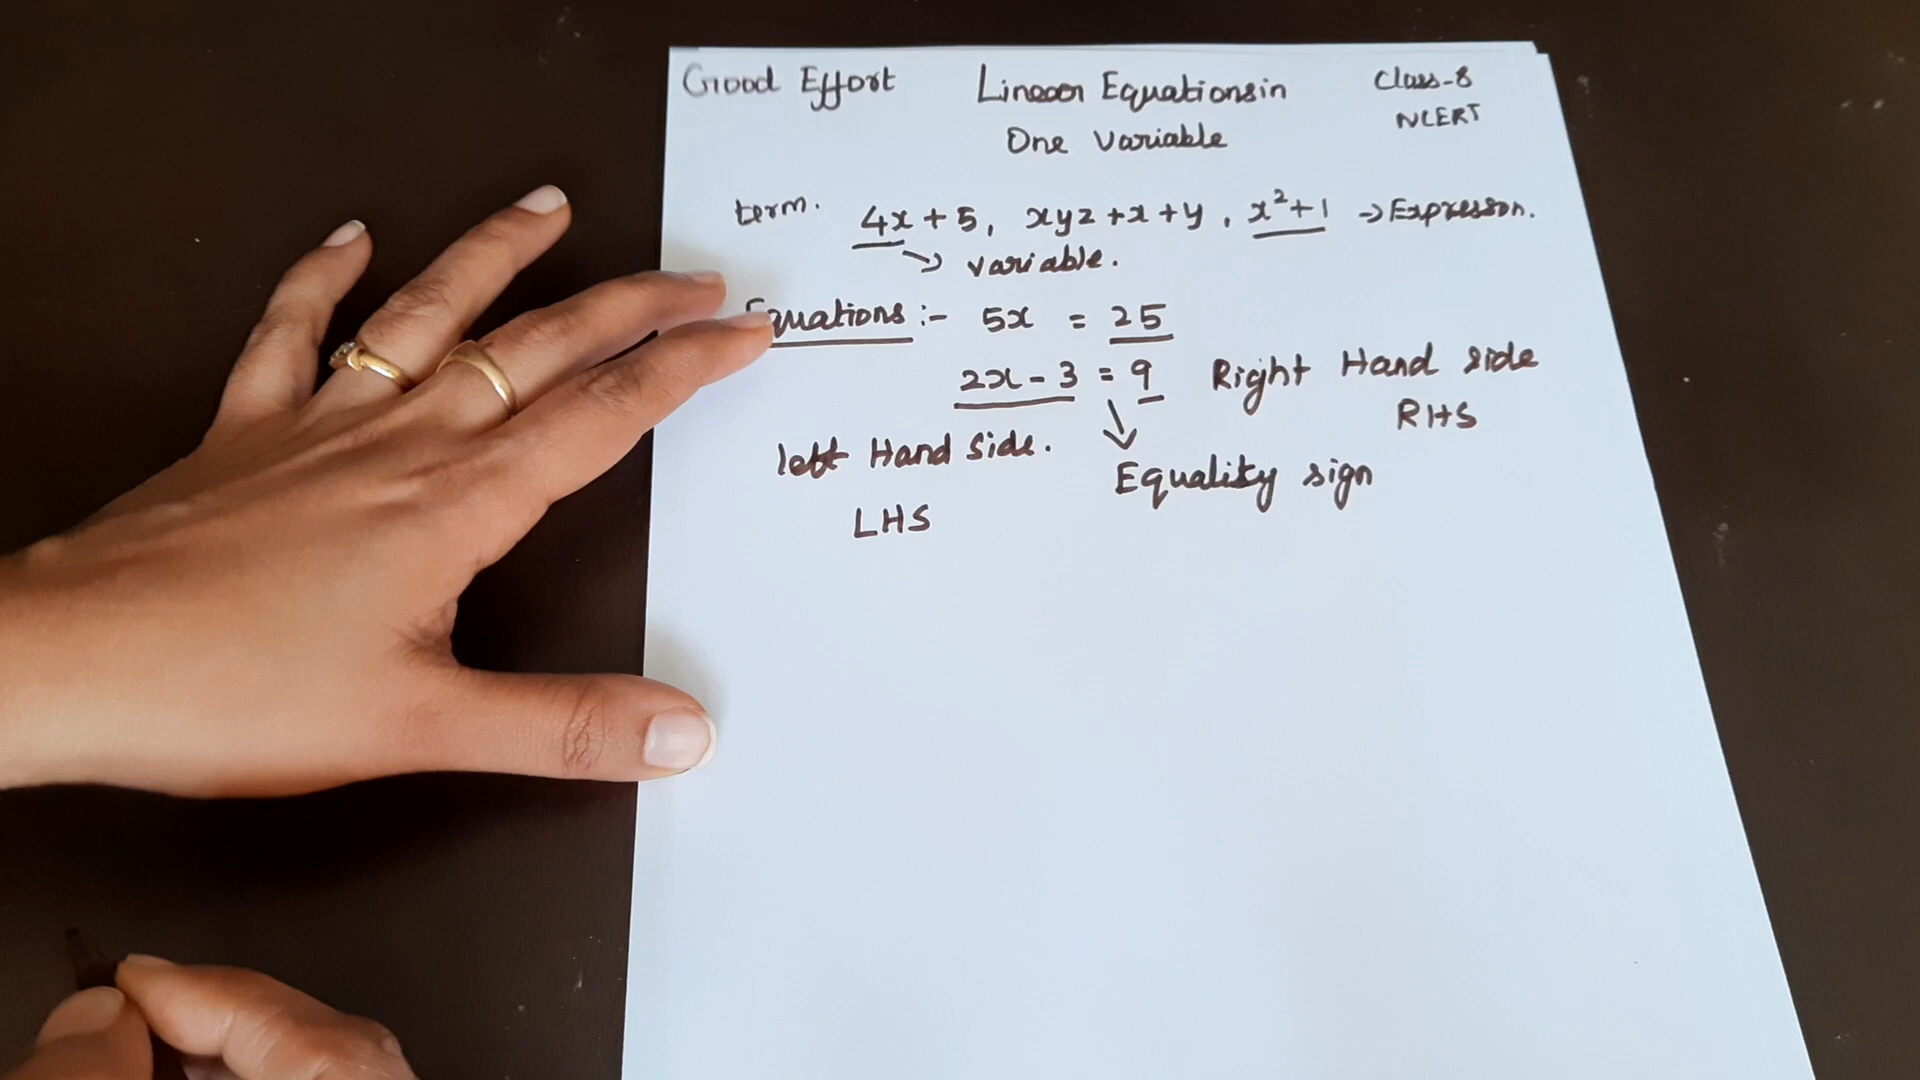 Good Effort
Linear Equations in
One Variable
Class-8
NCERT
term. 4x + 5, xyz + x + y, x²+1 → Expression.
→ variable.
Equations :- 5x = 25
2x - 3 = 9 Right Hand side
RHS
left Hand Side.
Equality sign
LHS